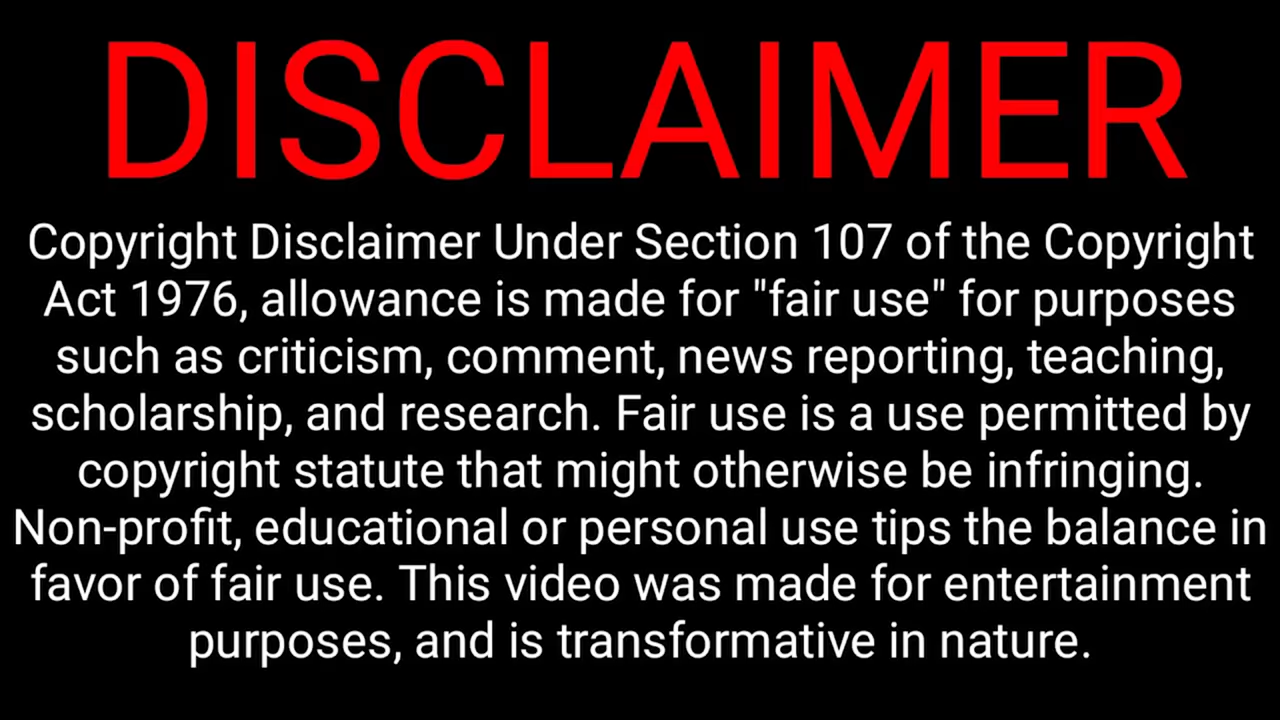 DISCLAIMER
Copyright Disclaimer Under Section 107 of the Copyright
Act 1976, allowance is made for "fair use" for purposes
such as criticism, comment, news reporting, teaching,
scholarship, and research. Fair use is a use permitted by
copyright statute that might otherwise be infringing.
Non-profit, educational or personal use tips the balance in
favor of fair use. This video was made for entertainment
purposes, and is transformative in nature.